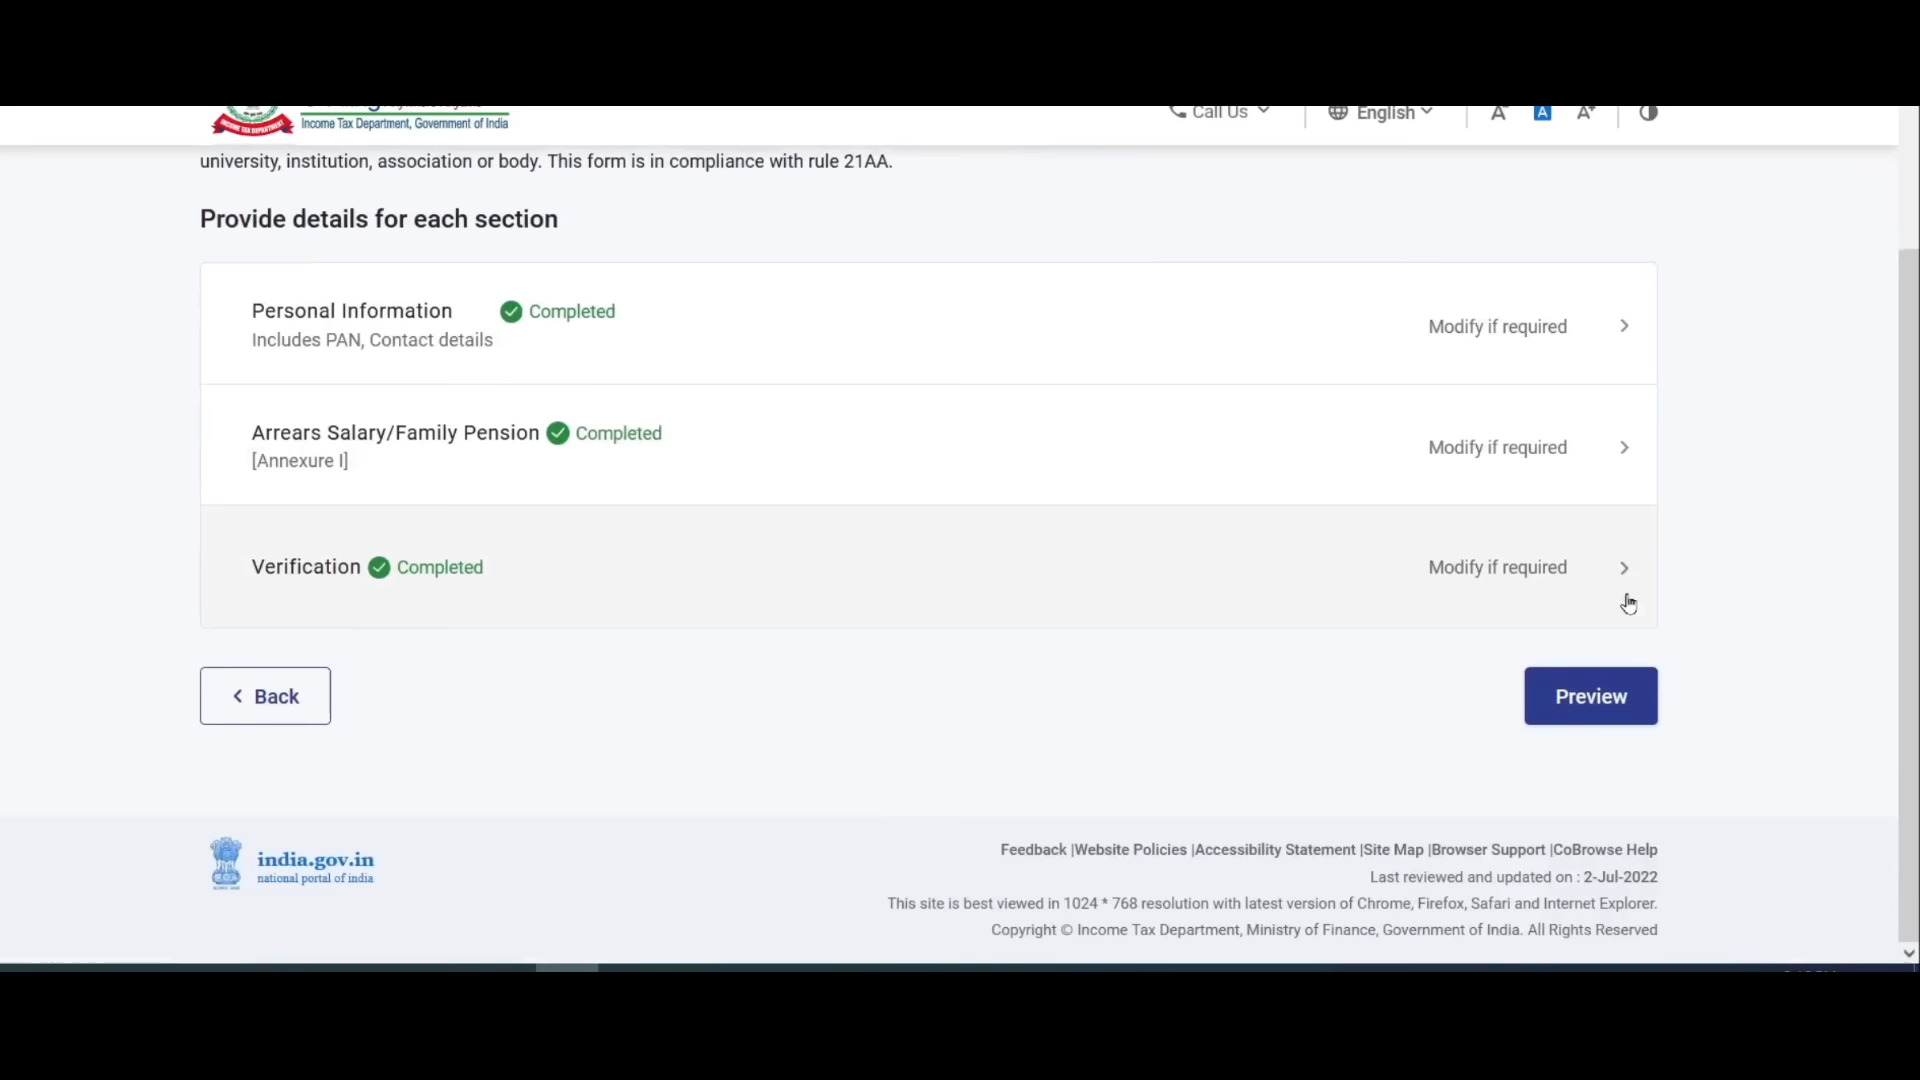 Income Tax Department, Government of India
Call Us
English
A
A
A+
university, institution, association or body. This form is in compliance with rule 21AA.
Provide details for each section
Personal Information
Completed
Includes PAN, Contact details
Modify if required
Arrears Salary/Family Pension
Completed
[Annexure I]
Modify if required
Verification
Completed
Modify if required
Back
Preview
india.gov.in
national portal of india
Feedback |Website Policies |Accessibility Statement |Site Map |Browser Support |CoBrowse Help
Last reviewed and updated on : 2-Jul-2022
This site is best viewed in 1024 * 768 resolution with latest version of Chrome, Firefox, Safari and Internet Explorer.
Copyright © Income Tax Department, Ministry of Finance, Government of India. All Rights Reserved